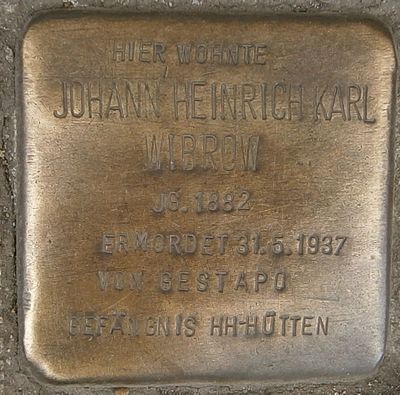 HIER WOHNTE
JOHANN HEINRICH KARL
WIBROW
JG. 1882
ERMORDET 31.5.1937
VON GESTAPO
GEFÄNGNIS HH-HÜTTEN